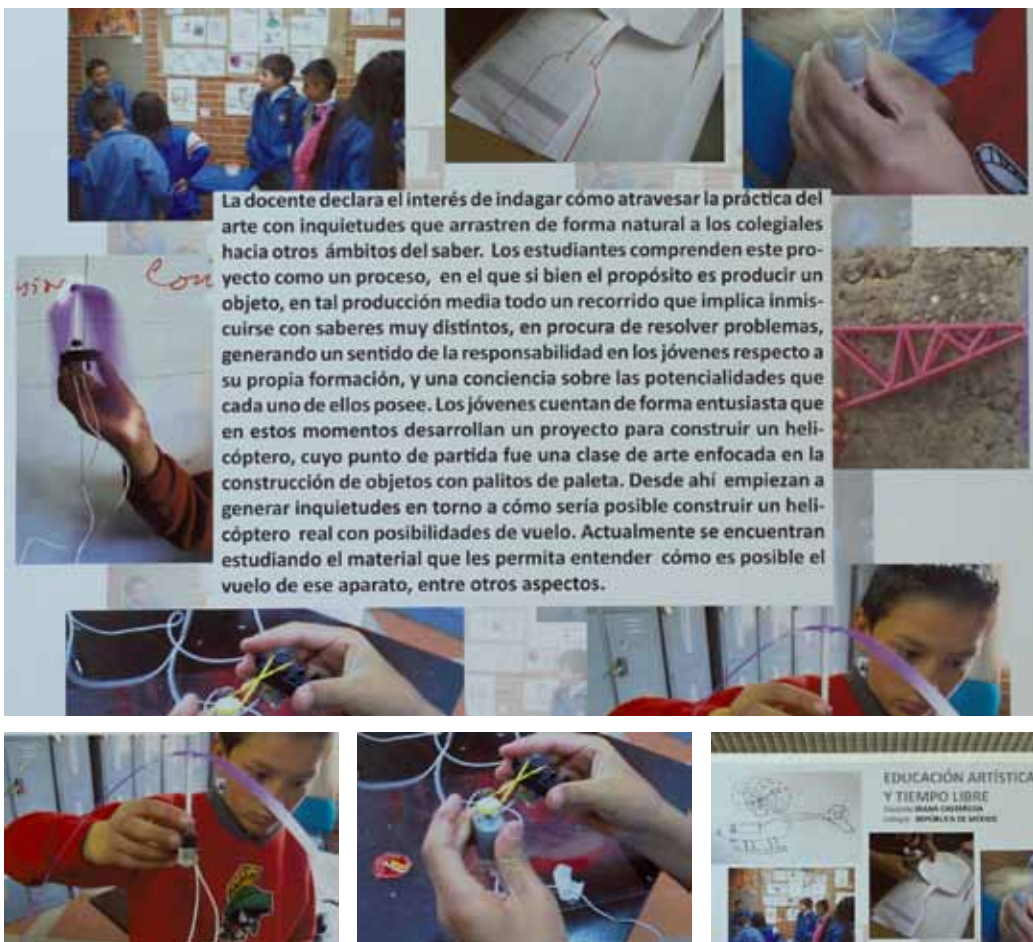 La docente declara el interés de indagar cómo atravesar la práctica del
arte con inquietudes que arrastren de forma natural a los colegiales
hacia otros ámbitos del saber. Los estudiantes comprenden este pro-
yecto como un proceso, en el que si bien el propósito es producir un
objeto, en tal producción media todo un recorrido que implica inmis-
cuirse con saberes muy distintos, en procura de resolver problemas,
generando un sentido de la responsabilidad en los jóvenes respecto a
su propia formación, y una conciencia sobre las potencialidades que
cada uno de ellos posee. Los jóvenes cuentan de forma entusiasta que
en estos momentos desarrollan un proyecto para construir un heli-
cóptero, cuyo punto de partida fue una clase de arte enfocada en la
construcción de objetos con palitos de paleta. Desde ahí empiezan a
generar inquietudes en torno a cómo sería posible construir un heli-
cóptero real con posibilidades de vuelo. Actualmente se encuentran
estudiando el material que les permita entender cómo es posible el
vuelo de ese aparato, entre otros aspectos.
EDUCACIÓN ARTÍSTICA
Y TIEMPO LIBRE
REPÚBLICA DE MÉXICO